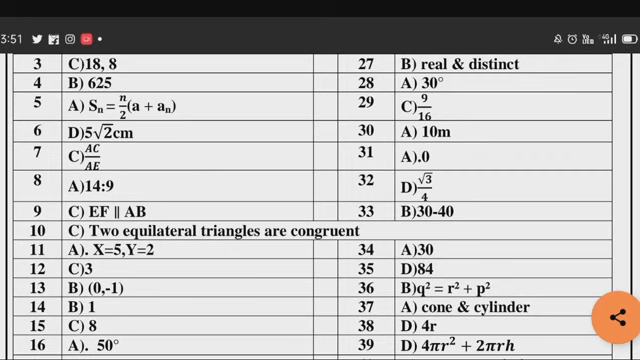 3:51
3 C)18, 8 27 B) real & distinct
4 B) 625 28 A) 30°
5 A) Sₙ = n/2(a + aₙ) 29 C) 9/16
6 D)5√2cm 30 A) 10m
7 C) AC/AE 31 A).0
8 A)14:9 32 D) √3/4
9 C) EF ∥ AB 33 B)30-40
10 C) Two equilateral triangles are congruent
11 A). X=5,Y=2 34 A)30
12 C)3 35 D)84
13 B) (0,-1) 36 B)q² = r² + p²
14 B) 1 37 A) cone & cylinder
15 C) 8 38 D) 4r
16 A). 50° 39 D) 4πr² + 2πrh